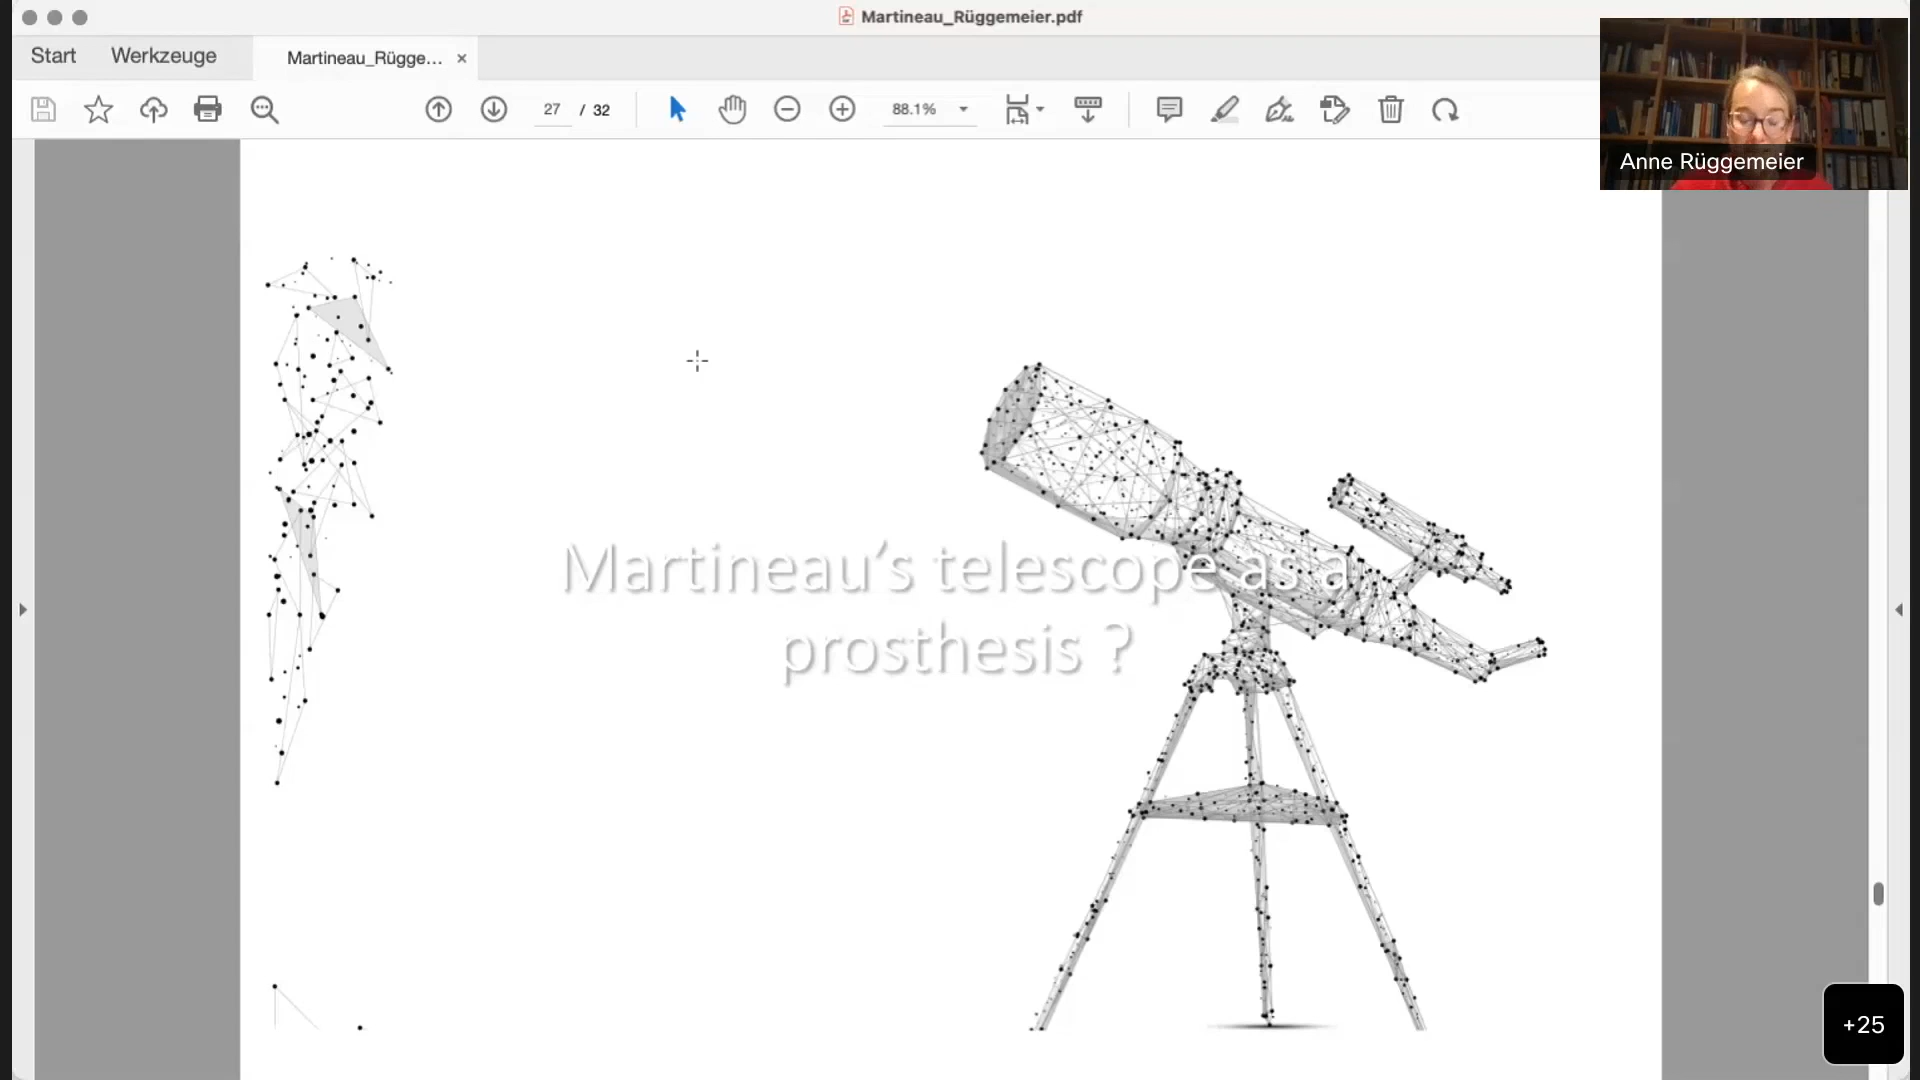 Martineau_Rüggemeier.pdf
Start
Werkzeuge
Martineau_Rügge...
27 / 32
88.1%
Anne Rüggemeier
Martineau's telescope as a
prosthesis ?
+25